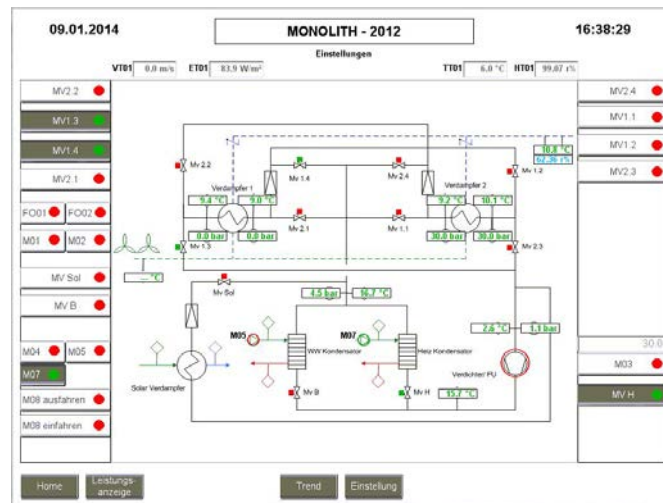 09.01.2014
MONOLITH - 2012
16:38:29
Einstellungen
VT01 0,0 m/s
ET01 83,9 W/m²
TT01 6.0 °C
HT01 99,07 r%
MV2.2
MV1.3
MV1.4
MV2.1
FO01
FO02
M01
M02
MV Sol
MV B
M04
M05
M07
M08 ausfahren
M08 einfahren
MV2.4
MV1.1
MV1.2
MV2.3
30.0
M03
MV H
10,8 °C
62,36 r%
Mv 2.2
Mv 1.4
Mv 2.4
Mv 1.2
Verdampfer 1
Verdampfer 2
9.4 °C
9.0 °C
9.2 °C
10.1 °C
Mv 2.1
Mv 1.1
0.0 bar
0.0 bar
30.0 bar
30.0 bar
Mv 1.3
Mv 2.3
... °C
Mv Sol
4.5 bar
16.7 °C
M05
M07
2.6 °C
1.1 bar
WW Kondensator
Heiz Kondensator
Solar Verdampfer
Verdichter/ PU
Mv B
Mv H
15.7 °C
Home
Leistungs-
anzeige
Trend
Einstellung